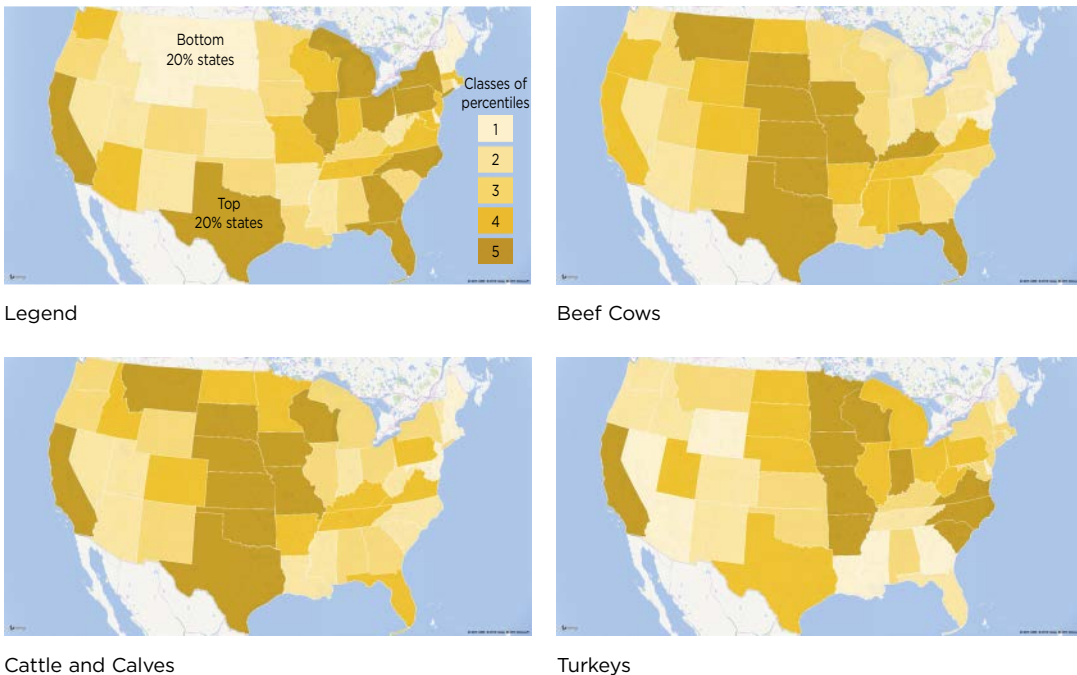 Bottom
20% states
Classes of
percentiles
1
2
3
4
5
Top
20% states
Legend
Beef Cows
Cattle and Calves
Turkeys